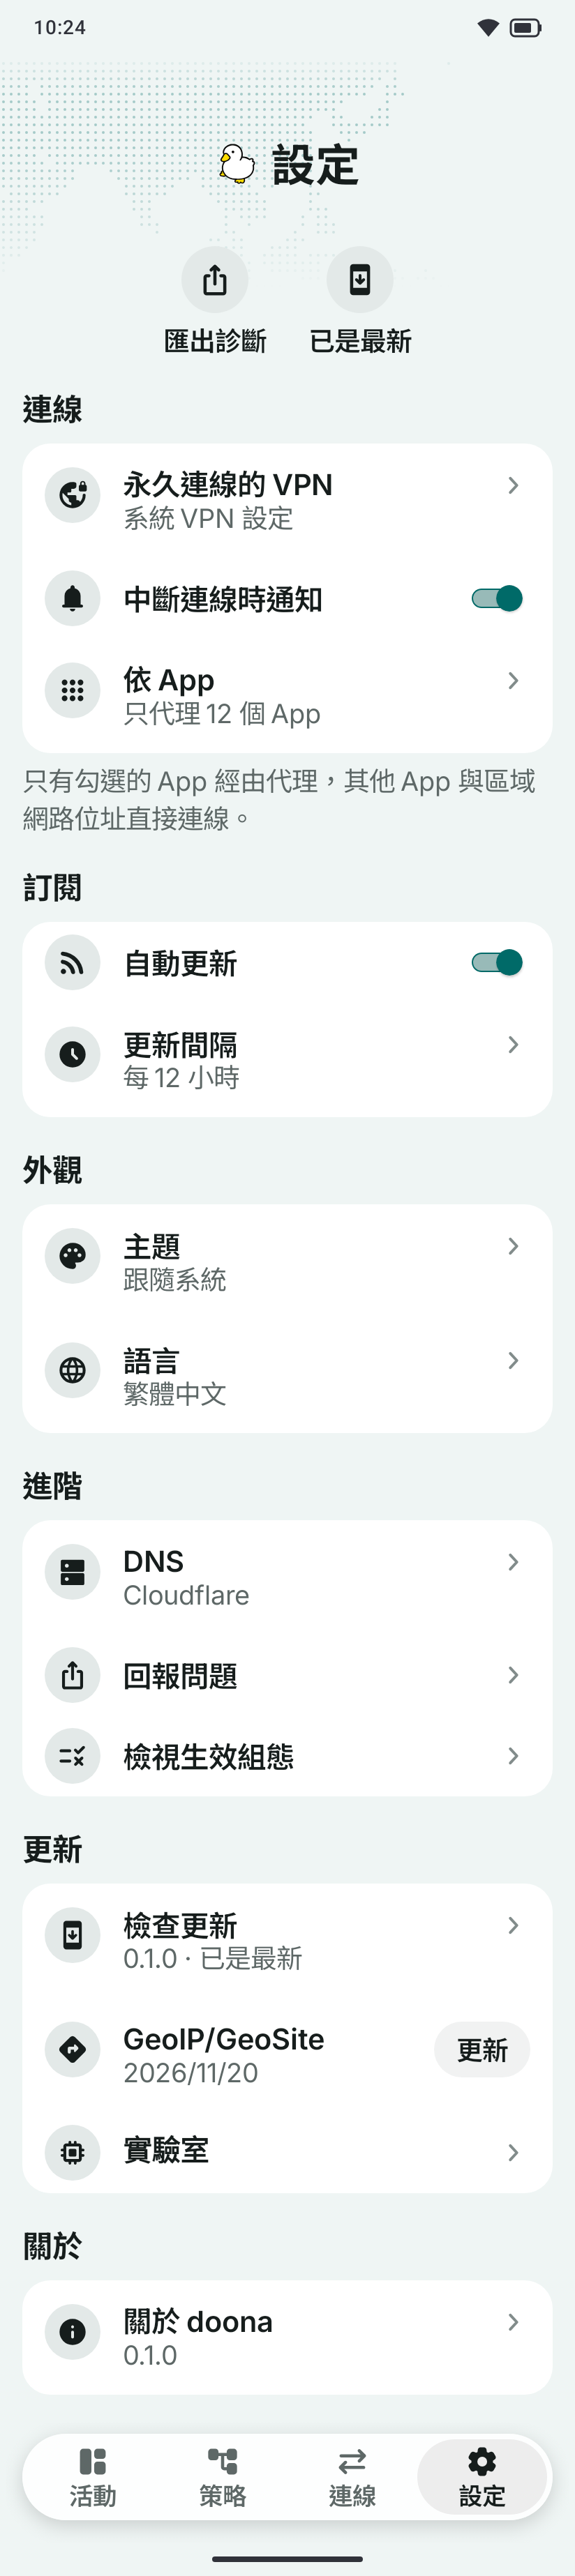 10:24
設定
匯出診斷
已是最新
連線
永久連線的 VPN
系統 VPN 設定
中斷連線時通知
依 App
只代理 12 個 App
只有勾選的 App 經由代理，其他 App 與區域
網路位址直接連線。
訂閱
自動更新
更新間隔
每 12 小時
外觀
主題
跟隨系統
語言
繁體中文
進階
DNS
Cloudflare
回報問題
檢視生效組態
更新
檢查更新
0.1.0 · 已是最新
GeoIP/GeoSite
2026/11/20
更新
實驗室
關於
關於 doona
0.1.0
活動
策略
連線
設定